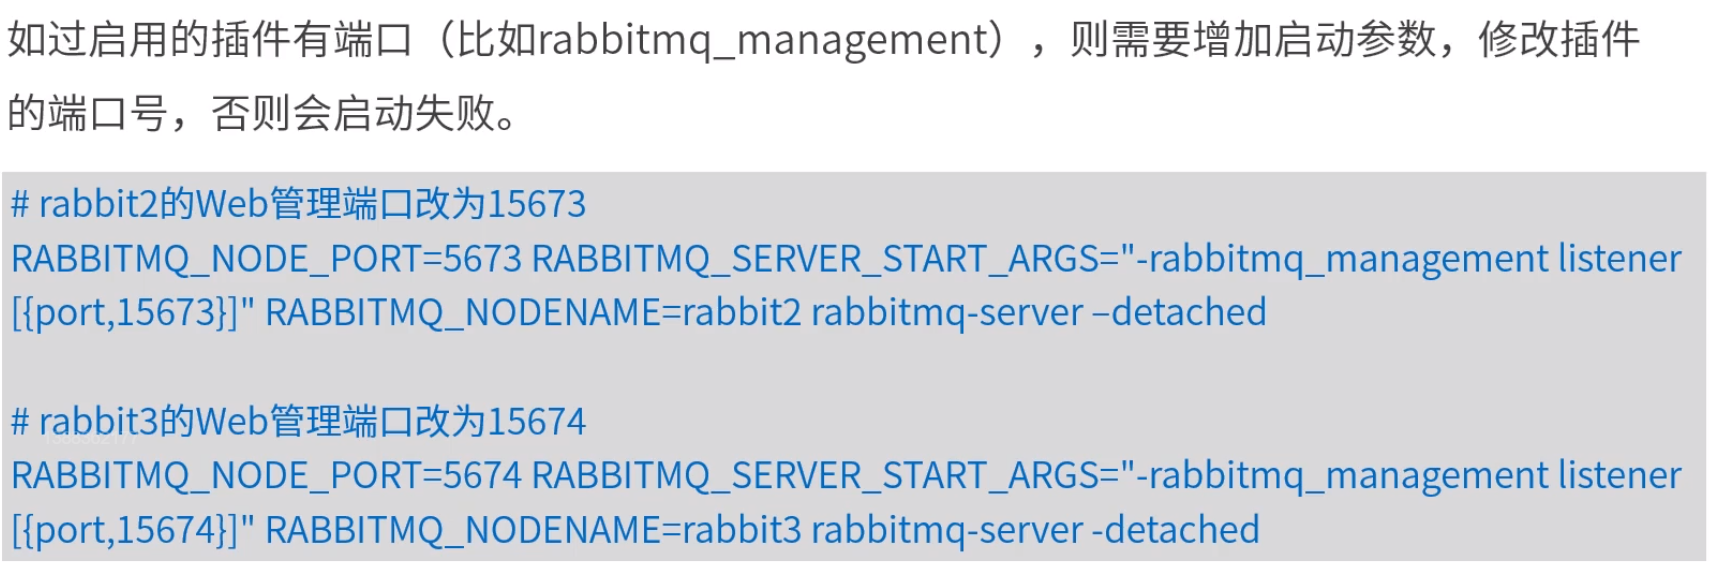 如过启用的插件有端口（比如rabbitmq_management），则需要增加启动参数，修改插件
的端口号，否则会启动失败。
# rabbit2的Web管理端口改为15673
RABBITMQ_NODE_PORT=5673 RABBITMQ_SERVER_START_ARGS="-rabbitmq_management listener
[{port,15673}]" RABBITMQ_NODENAME=rabbit2 rabbitmq-server –detached
# rabbit3的Web管理端口改为15674
RABBITMQ_NODE_PORT=5674 RABBITMQ_SERVER_START_ARGS="-rabbitmq_management listener
[{port,15674}]" RABBITMQ_NODENAME=rabbit3 rabbitmq-server -detached